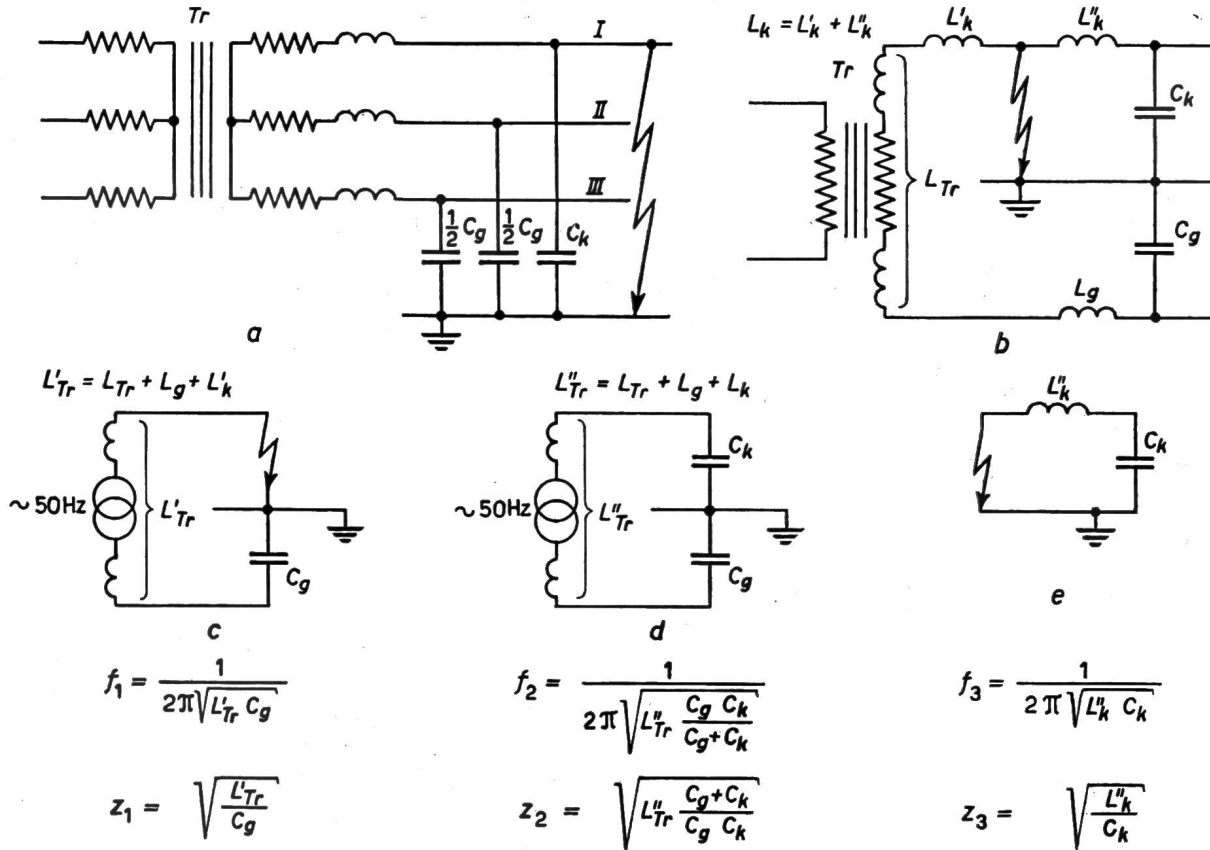 Tr
I
II
III
½ C_g ½ C_g C_k
a
L_k = L'_k + L''_k
L'_k L''_k
Tr
C_k
L_Tr
C_g
L_g
b
L'_Tr = L_Tr + L_g + L'_k
~ 50Hz
L'_Tr
C_g
c
L''_Tr = L_Tr + L_g + L_k
C_k
~ 50Hz
L''_Tr
C_g
d
L''_k
C_k
e
f_1 = 1 / (2π√(L'_Tr C_g))
f_2 = 1 / (2π√(L''_Tr (C_g C_k)/(C_g + C_k)))
f_3 = 1 / (2π√(L''_k C_k))
z_1 = √(L'_Tr / C_g)
z_2 = √(L''_Tr (C_g + C_k)/(C_g C_k))
z_3 = √(L''_k / C_k)